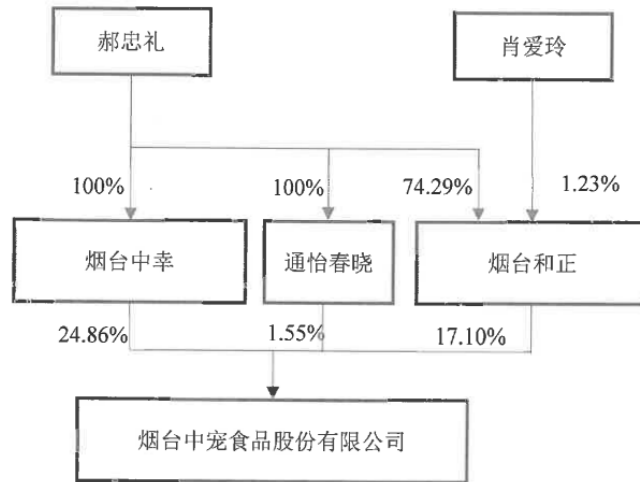 郝忠礼
肖爱玲
100%
100%
74.29%
1.23%
烟台中幸
通怡春晓
烟台和正
24.86%
1.55%
17.10%
烟台中宠食品股份有限公司